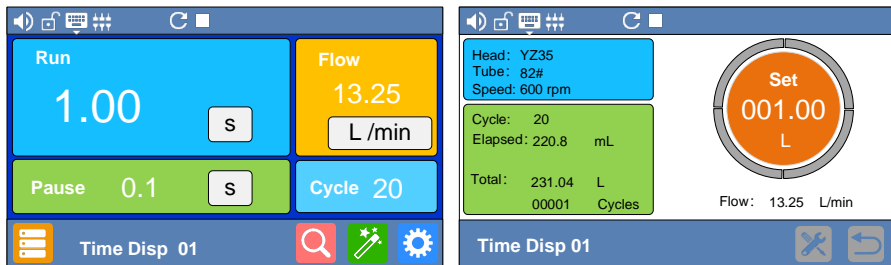 Run
1.00
s
Flow
13.25
L /min
Pause
0.1
s
Cycle 20
Time Disp 01
Head: YZ35
Tube: 82#
Speed: 600 rpm
Cycle: 20
Elapsed: 220.8 mL
Total: 231.04 L
00001 Cycles
Set
001.00
L
Flow: 13.25 L/min
Time Disp 01